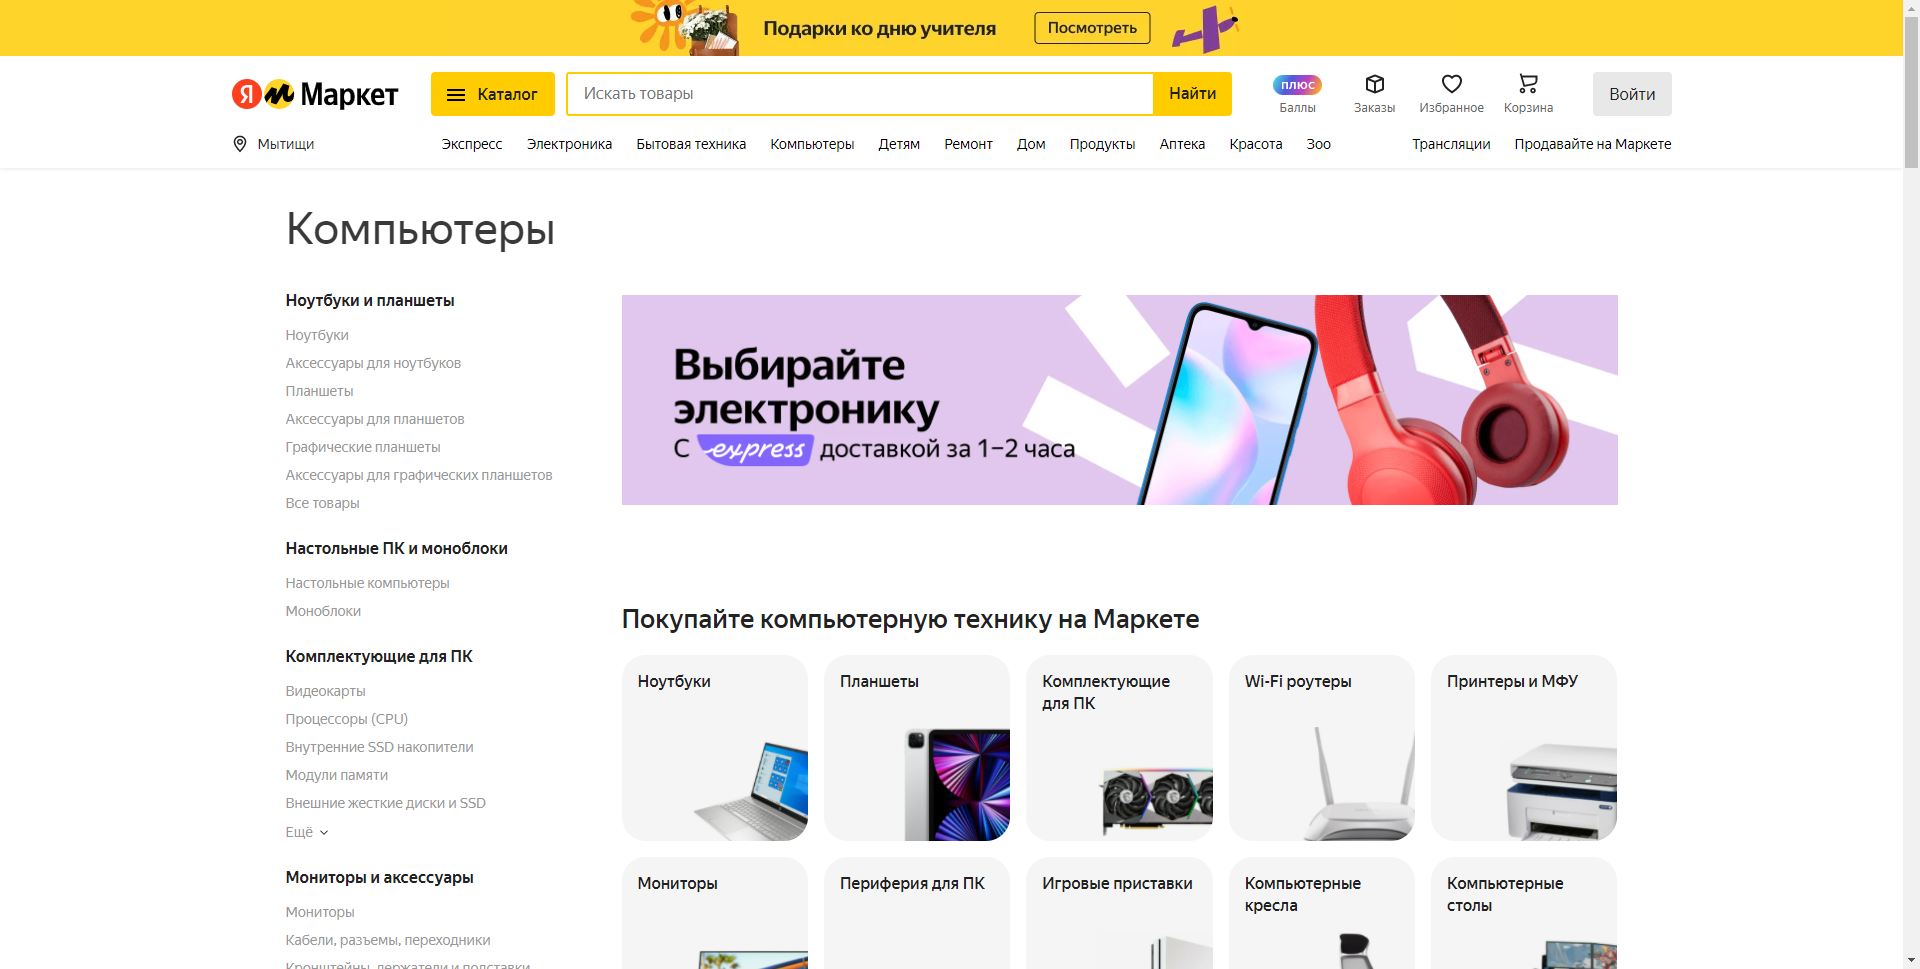 Подарки ко дню учителя
Посмотреть
Я М Маркет
Каталог
Искать товары
Найти
плюс
Баллы
Заказы
Избранное
Корзина
Войти
Мытищи
Экспресс
Электроника
Бытовая техника
Компьютеры
Детям
Ремонт
Дом
Продукты
Аптека
Красота
Зоо
Трансляции
Продавайте на Маркете
Компьютеры
Ноутбуки и планшеты
Ноутбуки
Аксессуары для ноутбуков
Планшеты
Аксессуары для планшетов
Графические планшеты
Аксессуары для графических планшетов
Все товары
Настольные ПК и моноблоки
Настольные компьютеры
Моноблоки
Комплектующие для ПК
Видеокарты
Процессоры (CPU)
Внутренние SSD накопители
Модули памяти
Внешние жесткие диски и SSD
Ещё
Мониторы и аксессуары
Мониторы
Кабели, разъемы, переходники
Кронштейны, держатели и подставки
Выбирайте
электронику
С express доставкой за 1–2 часа
Покупайте компьютерную технику на Маркете
Ноутбуки
Планшеты
Комплектующие
для ПК
Wi-Fi роутеры
Принтеры и МФУ
Мониторы
Периферия для ПК
Игровые приставки
Компьютерные
кресла
Компьютерные
столы